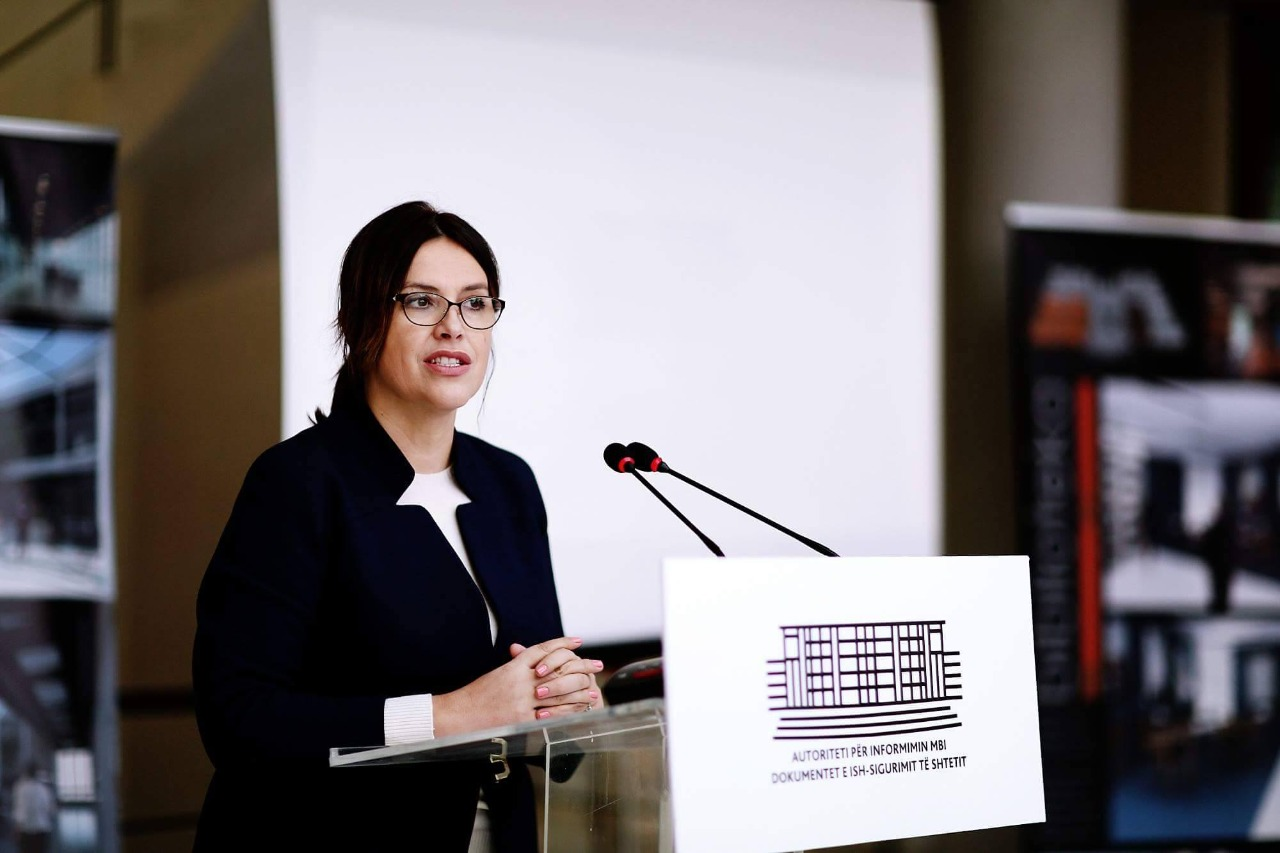 AUTORITETI PËR INFORMIMIN MBI
DOKUMENTET E ISH-SIGURIMIT TË SHTETIT